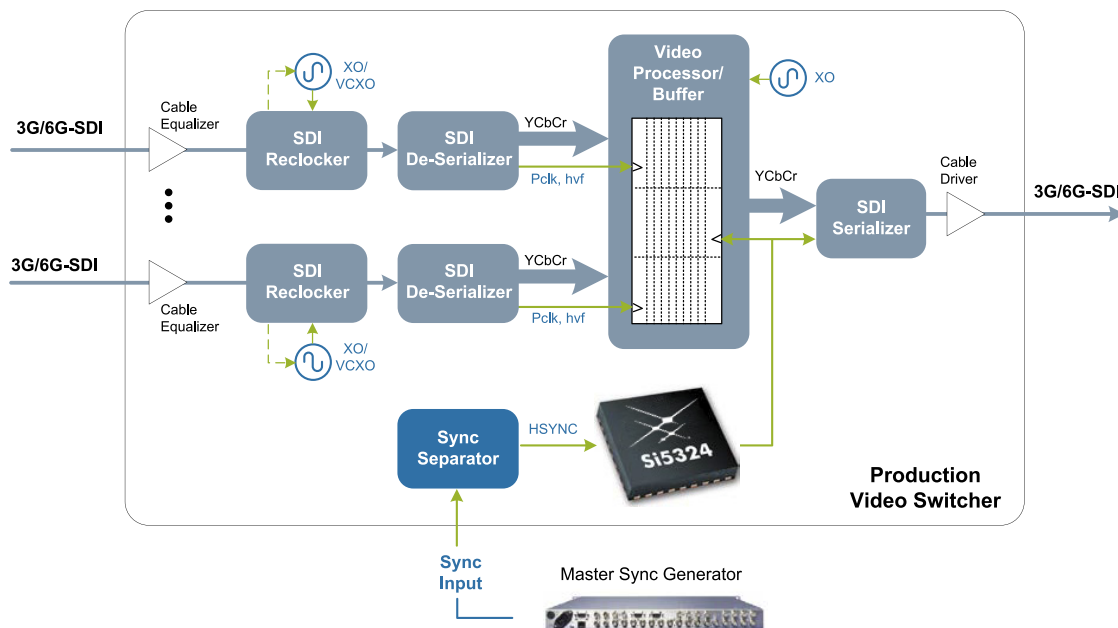 XO/
VCXO
Cable
Equalizer
3G/6G-SDI
SDI
Reclocker
SDI
De-Serializer
YCbCr
Pclk, hvf
Video
Processor/
Buffer
XO
YCbCr
SDI
Serializer
Cable
Driver
3G/6G-SDI
3G/6G-SDI
Cable
Equalizer
SDI
Reclocker
XO/
VCXO
SDI
De-Serializer
YCbCr
Pclk, hvf
Sync
Separator
HSYNC
Si5324
Production
Video Switcher
Sync
Input
Master Sync Generator